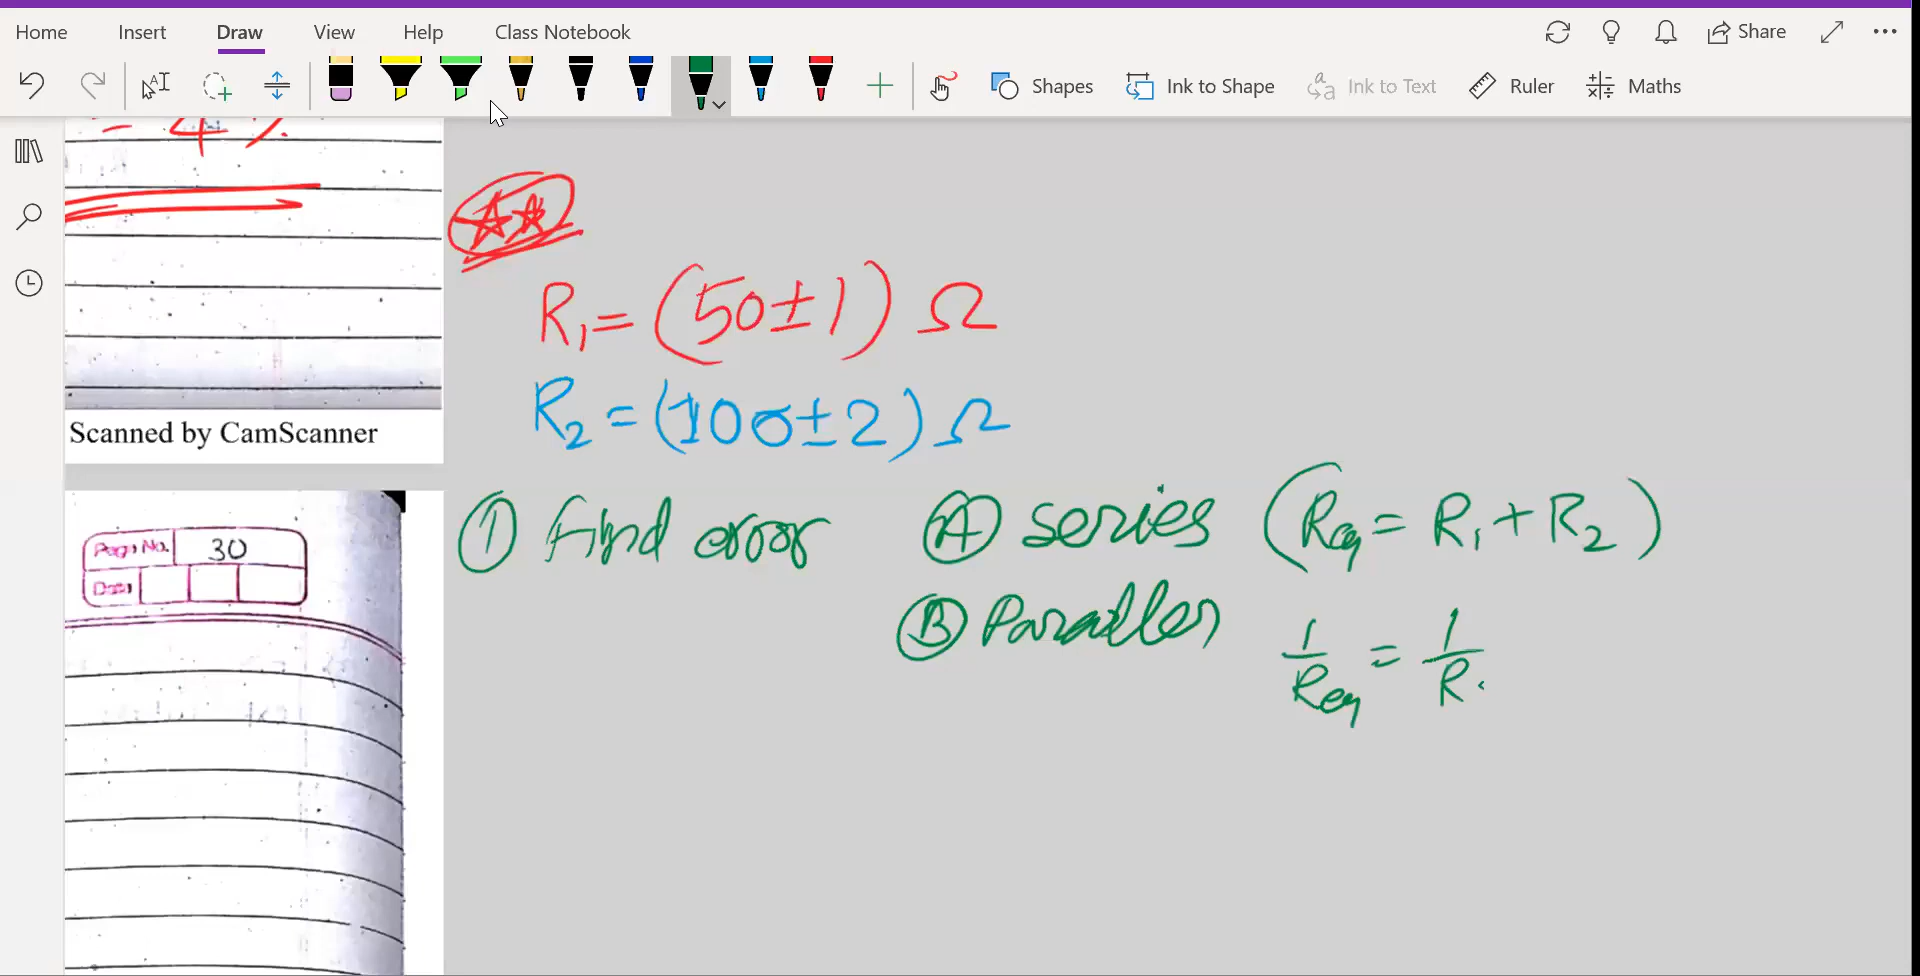 Home Insert Draw View Help Class Notebook Share
Shapes Ink to Shape Ink to Text Ruler Maths
= 4%
R₁ = (50 ± 1) Ω
R₂ = (100 ± 2) Ω
Scanned by CamScanner
① Find error Ⓐ series (Req = R₁ + R₂)
Page No. 30
Date
Ⓑ Parallel 1/Req = 1/R